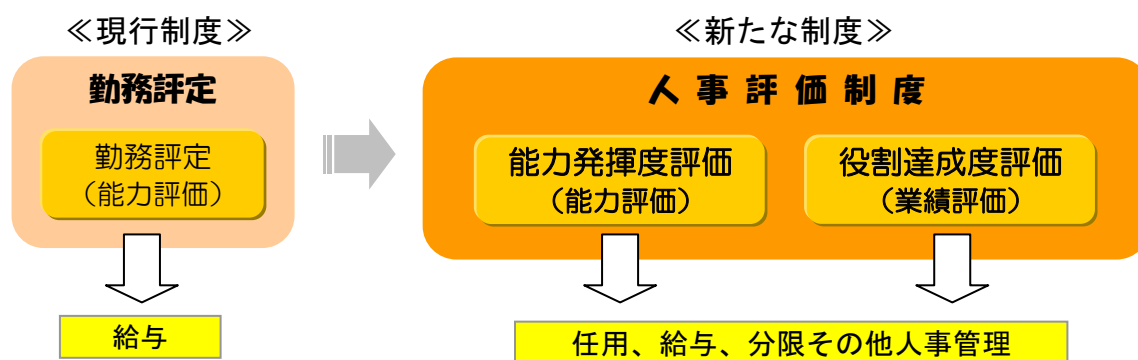 ≪現行制度≫
勤務評定
勤務評定
（能力評価）
給与
≪新たな制度≫
人事評価制度
能力発揮度評価
（能力評価）
役割達成度評価
（業績評価）
任用、給与、分限その他人事管理